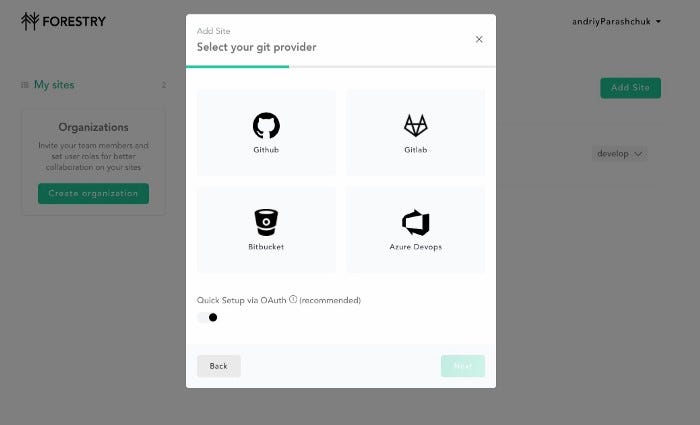 FORESTRY
andriyParashchuk
My sites
2
Add Site
Organizations
Invite your team members and
set user roles for better
collaboration on your sites
Create organization
develop
Add Site
Select your git provider
Github
Gitlab
Bitbucket
Azure Devops
Quick Setup via OAuth (recommended)
Back
Next